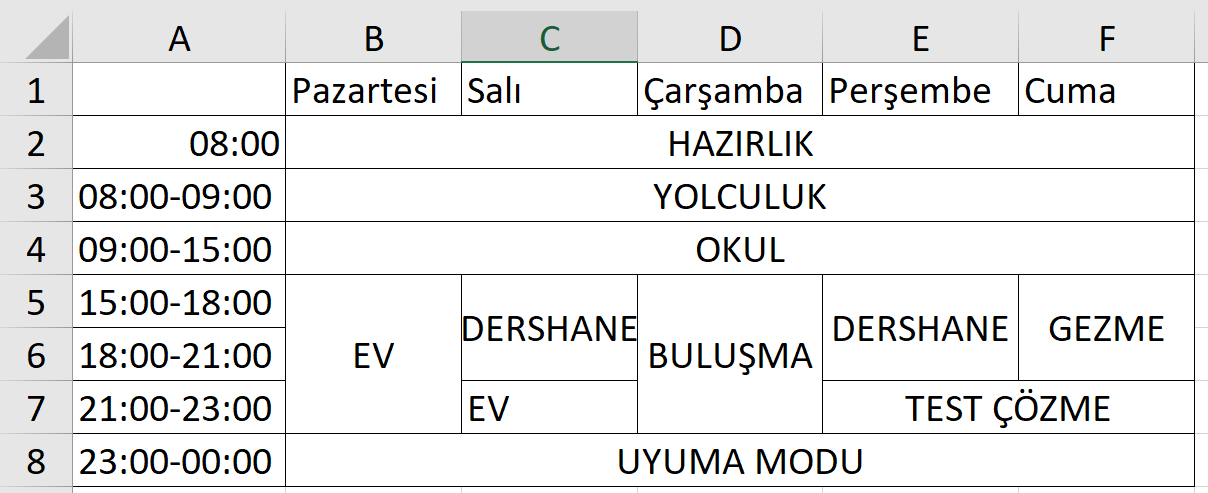 A B C D E F
1 Pazartesi Salı Çarşamba Perşembe Cuma
2 08:00 HAZIRLIK
3 08:00-09:00 YOLCULUK
4 09:00-15:00 OKUL
5 15:00-18:00
DERSHANE DERSHANE GEZME
6 18:00-21:00 EV BULUŞMA
7 21:00-23:00 EV TEST ÇÖZME
8 23:00-00:00 UYUMA MODU